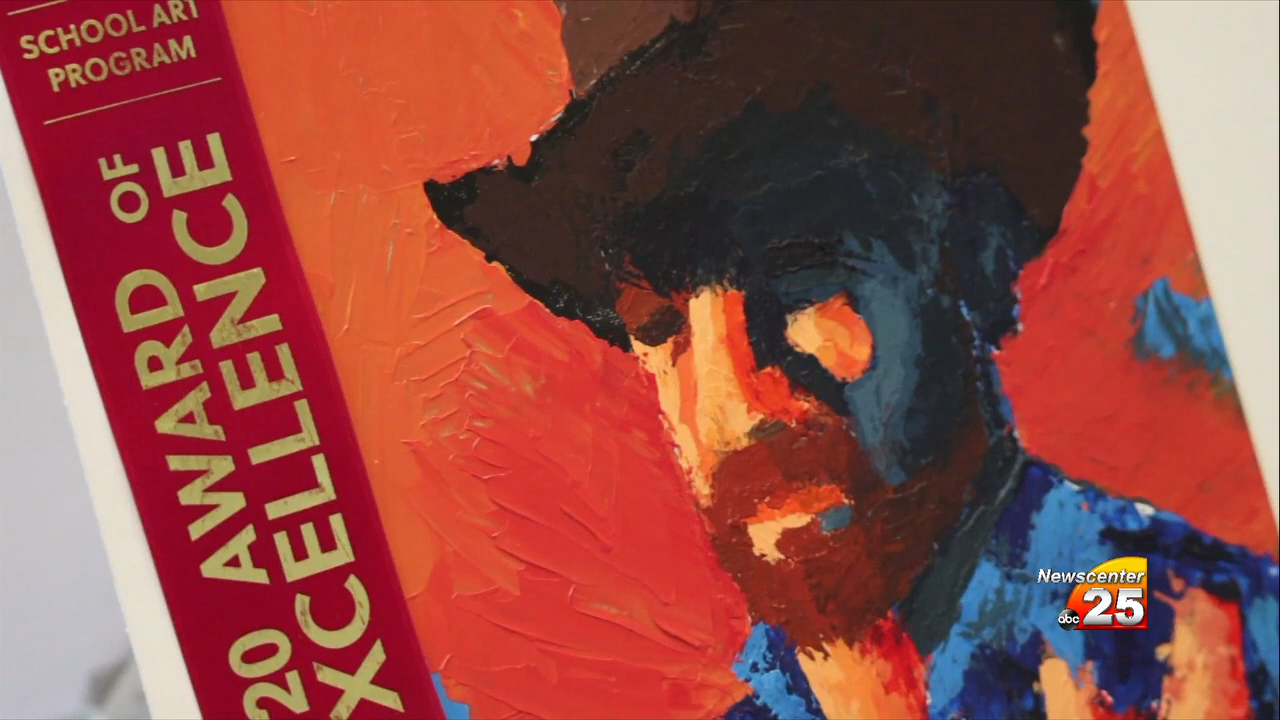 SCHOOL ART
PROGRAM
20 AWARD OF
XCELLENCE
Newscenter
abc 25